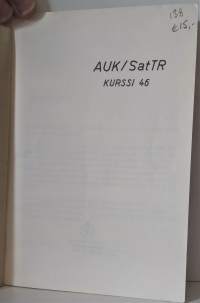 138
€15,-
AUK/SatTR
KURSSI 46